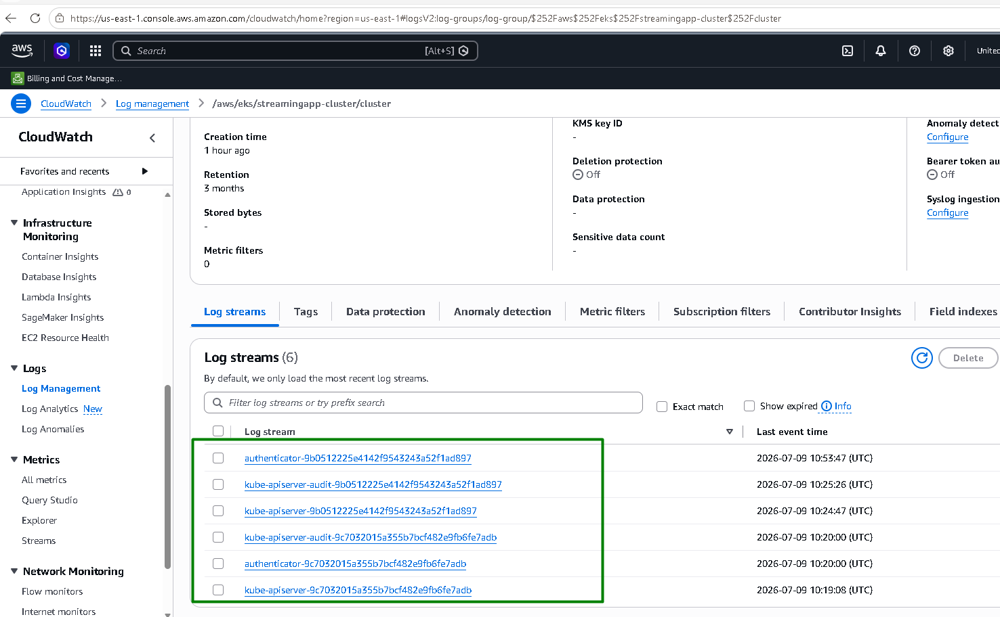 https://us-east-1.console.aws.amazon.com/cloudwatch/home?region=us-east-1#logsV2:log-groups/log-group/$252Faws$252Feks$252Fstreamingapp-cluster$252Fcluster
aws
Search
[Alt+S]
United
Billing and Cost Manage...
CloudWatch
Log management
/aws/eks/streamingapp-cluster/cluster
CloudWatch
Favorites and recents
Application Insights 0
Infrastructure
Monitoring
Container Insights
Database Insights
Lambda Insights
SageMaker Insights
EC2 Resource Health
Logs
Log Management
Log Analytics New
Log Anomalies
Metrics
All metrics
Query Studio
Explorer
Streams
Network Monitoring
Flow monitors
Internet monitors
Creation time
1 hour ago
Retention
3 months
Stored bytes
-
Metric filters
0
KMS key ID
-
Deletion protection
Off
Data protection
-
Sensitive data count
-
Anomaly detect
Configure
Bearer token au
Off
Syslog ingestion
Configure
Log streams
Tags
Data protection
Anomaly detection
Metric filters
Subscription filters
Contributor Insights
Field indexes
Log streams (6)
Delete
By default, we only load the most recent log streams.
Filter log streams or try prefix search
Exact match
Show expired
Info
Log stream
Last event time
authenticator-9b0512225e4142f9543243a52f1ad897 2026-07-09 10:53:47 (UTC)
kube-apiserver-audit-9b0512225e4142f9543243a52f1ad897 2026-07-09 10:25:26 (UTC)
kube-apiserver-9b0512225e4142f9543243a52f1ad897 2026-07-09 10:24:47 (UTC)
kube-apiserver-audit-9c7032015a355b7bcf482e9fb6fe7adb 2026-07-09 10:20:00 (UTC)
authenticator-9c7032015a355b7bcf482e9fb6fe7adb 2026-07-09 10:20:00 (UTC)
kube-apiserver-9c7032015a355b7bcf482e9fb6fe7adb 2026-07-09 10:19:08 (UTC)